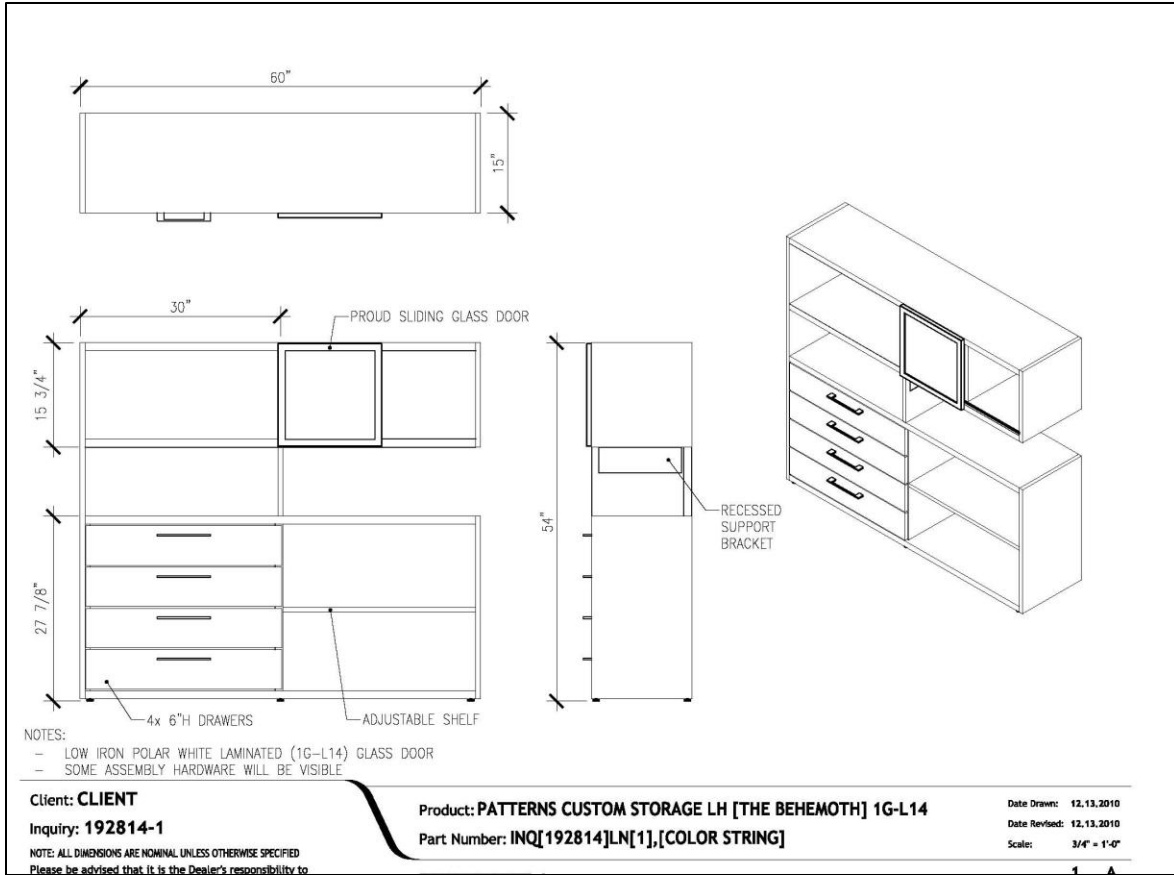 60"
15"
30"
PROUD SLIDING GLASS DOOR
15 3/4"
54"
RECESSED
SUPPORT
BRACKET
27 7/8"
4x 6"H DRAWERS
ADJUSTABLE SHELF
NOTES:
– LOW IRON POLAR WHITE LAMINATED (1G-L14) GLASS DOOR
– SOME ASSEMBLY HARDWARE WILL BE VISIBLE
Client: CLIENT
Inquiry: 192814-1
NOTE: ALL DIMENSIONS ARE NOMINAL UNLESS OTHERWISE SPECIFIED
Please be advised that it is the Dealer's responsibility to
Product: PATTERNS CUSTOM STORAGE LH [THE BEHEMOTH] 1G-L14
Part Number: INQ[192814]LN[1],[COLOR STRING]
Date Drawn: 12.13.2010
Date Revised: 12.13.2010
Scale: 3/4" = 1'-0"
1 A